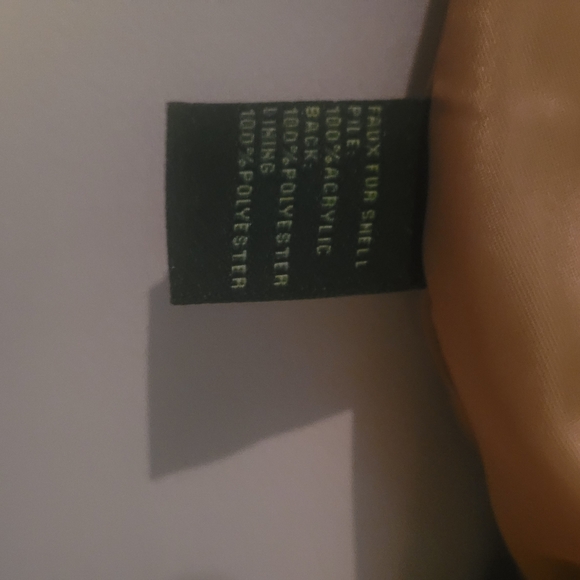 FAUX FUR SHELL
PILE:
100%ACRYLIC
BACK:
100%POLYESTER
LINING
100%POLYESTER